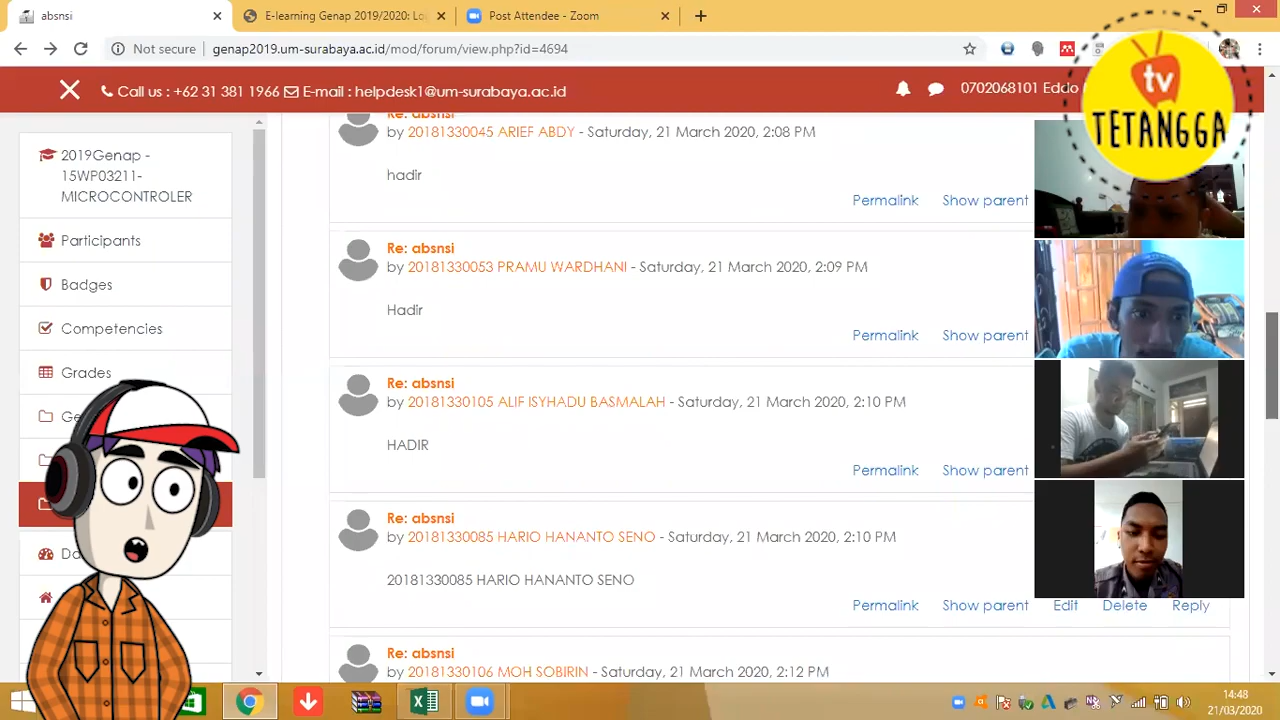 absnsi
E-learning Genap 2019/2020: Lo
Post Attendee - Zoom
Not secure
genap2019.um-surabaya.ac.id/mod/forum/view.php?id=4694
Call us : +62 31 381 1966 E-mail : helpdesk1@um-surabaya.ac.id
0702068101 Eddo
tv
TETANGGA
2019Genap -
15WP03211-
MICROCONTROLER
Participants
Badges
Competencies
Grades
Ge
Da
Re: absnsi
by 20181330045 ARIEF ABDY - Saturday, 21 March 2020, 2:08 PM
hadir
Permalink Show parent
Re: absnsi
by 20181330053 PRAMU WARDHANI - Saturday, 21 March 2020, 2:09 PM
Hadir
Permalink Show parent
Re: absnsi
by 20181330105 ALIF ISYHADU BASMALAH - Saturday, 21 March 2020, 2:10 PM
HADIR
Permalink Show parent
Re: absnsi
by 20181330085 HARIO HANANTO SENO - Saturday, 21 March 2020, 2:10 PM
20181330085 HARIO HANANTO SENO
Permalink Show parent Edit Delete Reply
Re: absnsi
by 20181330106 MOH SOBIRIN - Saturday, 21 March 2020, 2:12 PM
14:48
21/03/2020